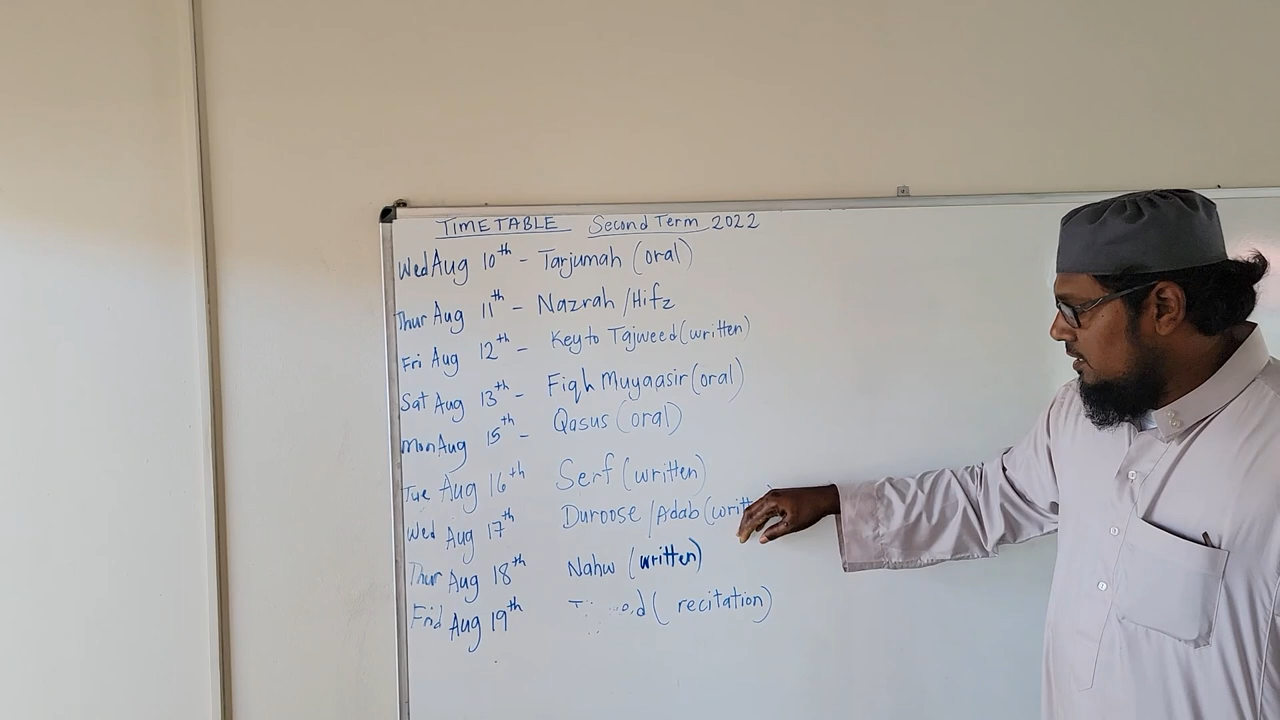 TIMETABLE Second Term 2022
Wed Aug 10th - Tarjumah (oral)
Thur Aug 11th - Nazrah /Hifz
Fri Aug 12th - Key to Tajweed (written)
Sat Aug 13th - Fiqh Muyaasir (oral)
Mon Aug 15th - Qasus (oral)
Tue Aug 16th Serf (written)
Wed Aug 17th Duroose /Adab (writt
Thur Aug 18th Nahw (written)
Frid Aug 19th (recitation)